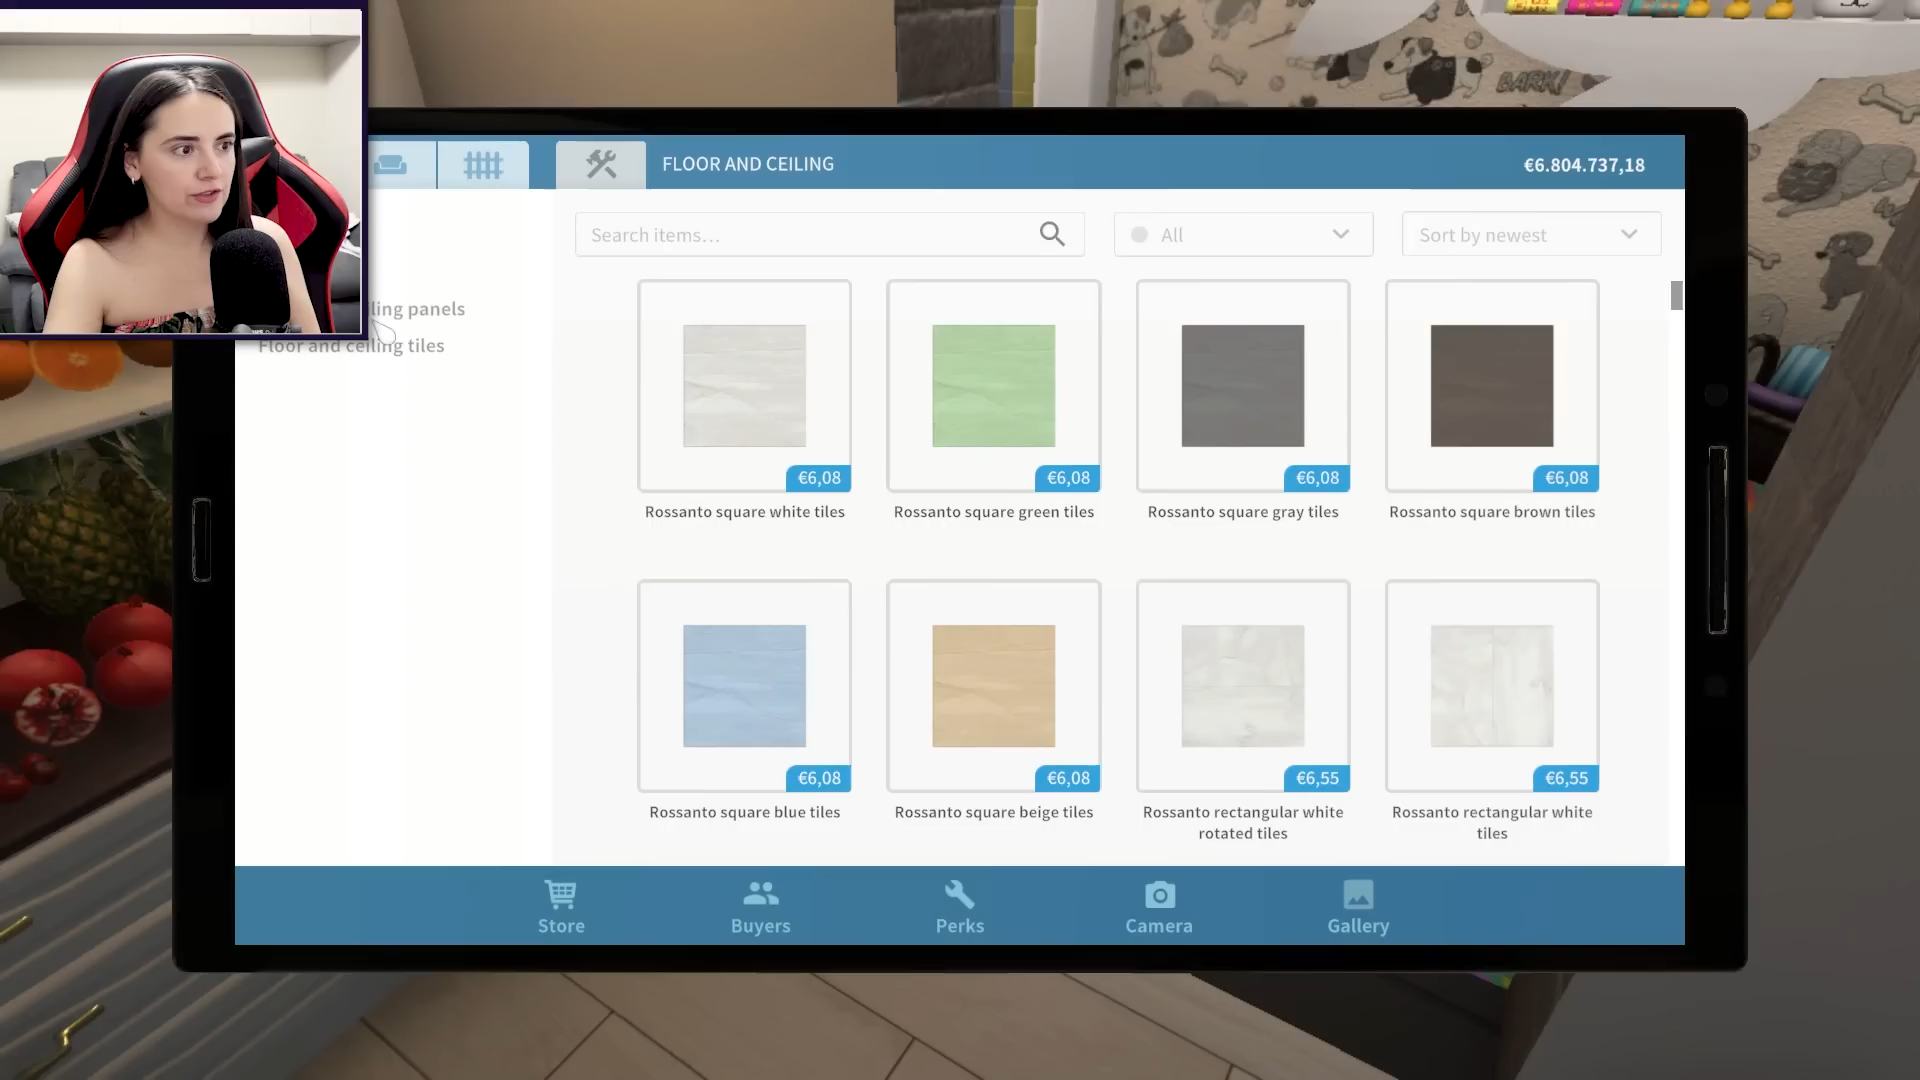 BARK!
FLOOR AND CEILING
€6.804.737,18
Search items...
All
Sort by newest
panels
Floor and ceiling tiles
€6,08
€6,08
€6,08
€6,08
Rossanto square white tiles
Rossanto square green tiles
Rossanto square gray tiles
Rossanto square brown tiles
€6,08
€6,08
€6,55
€6,55
Rossanto square blue tiles
Rossanto square beige tiles
Rossanto rectangular white
rotated tiles
Rossanto rectangular white
tiles
Store
Buyers
Perks
Camera
Gallery